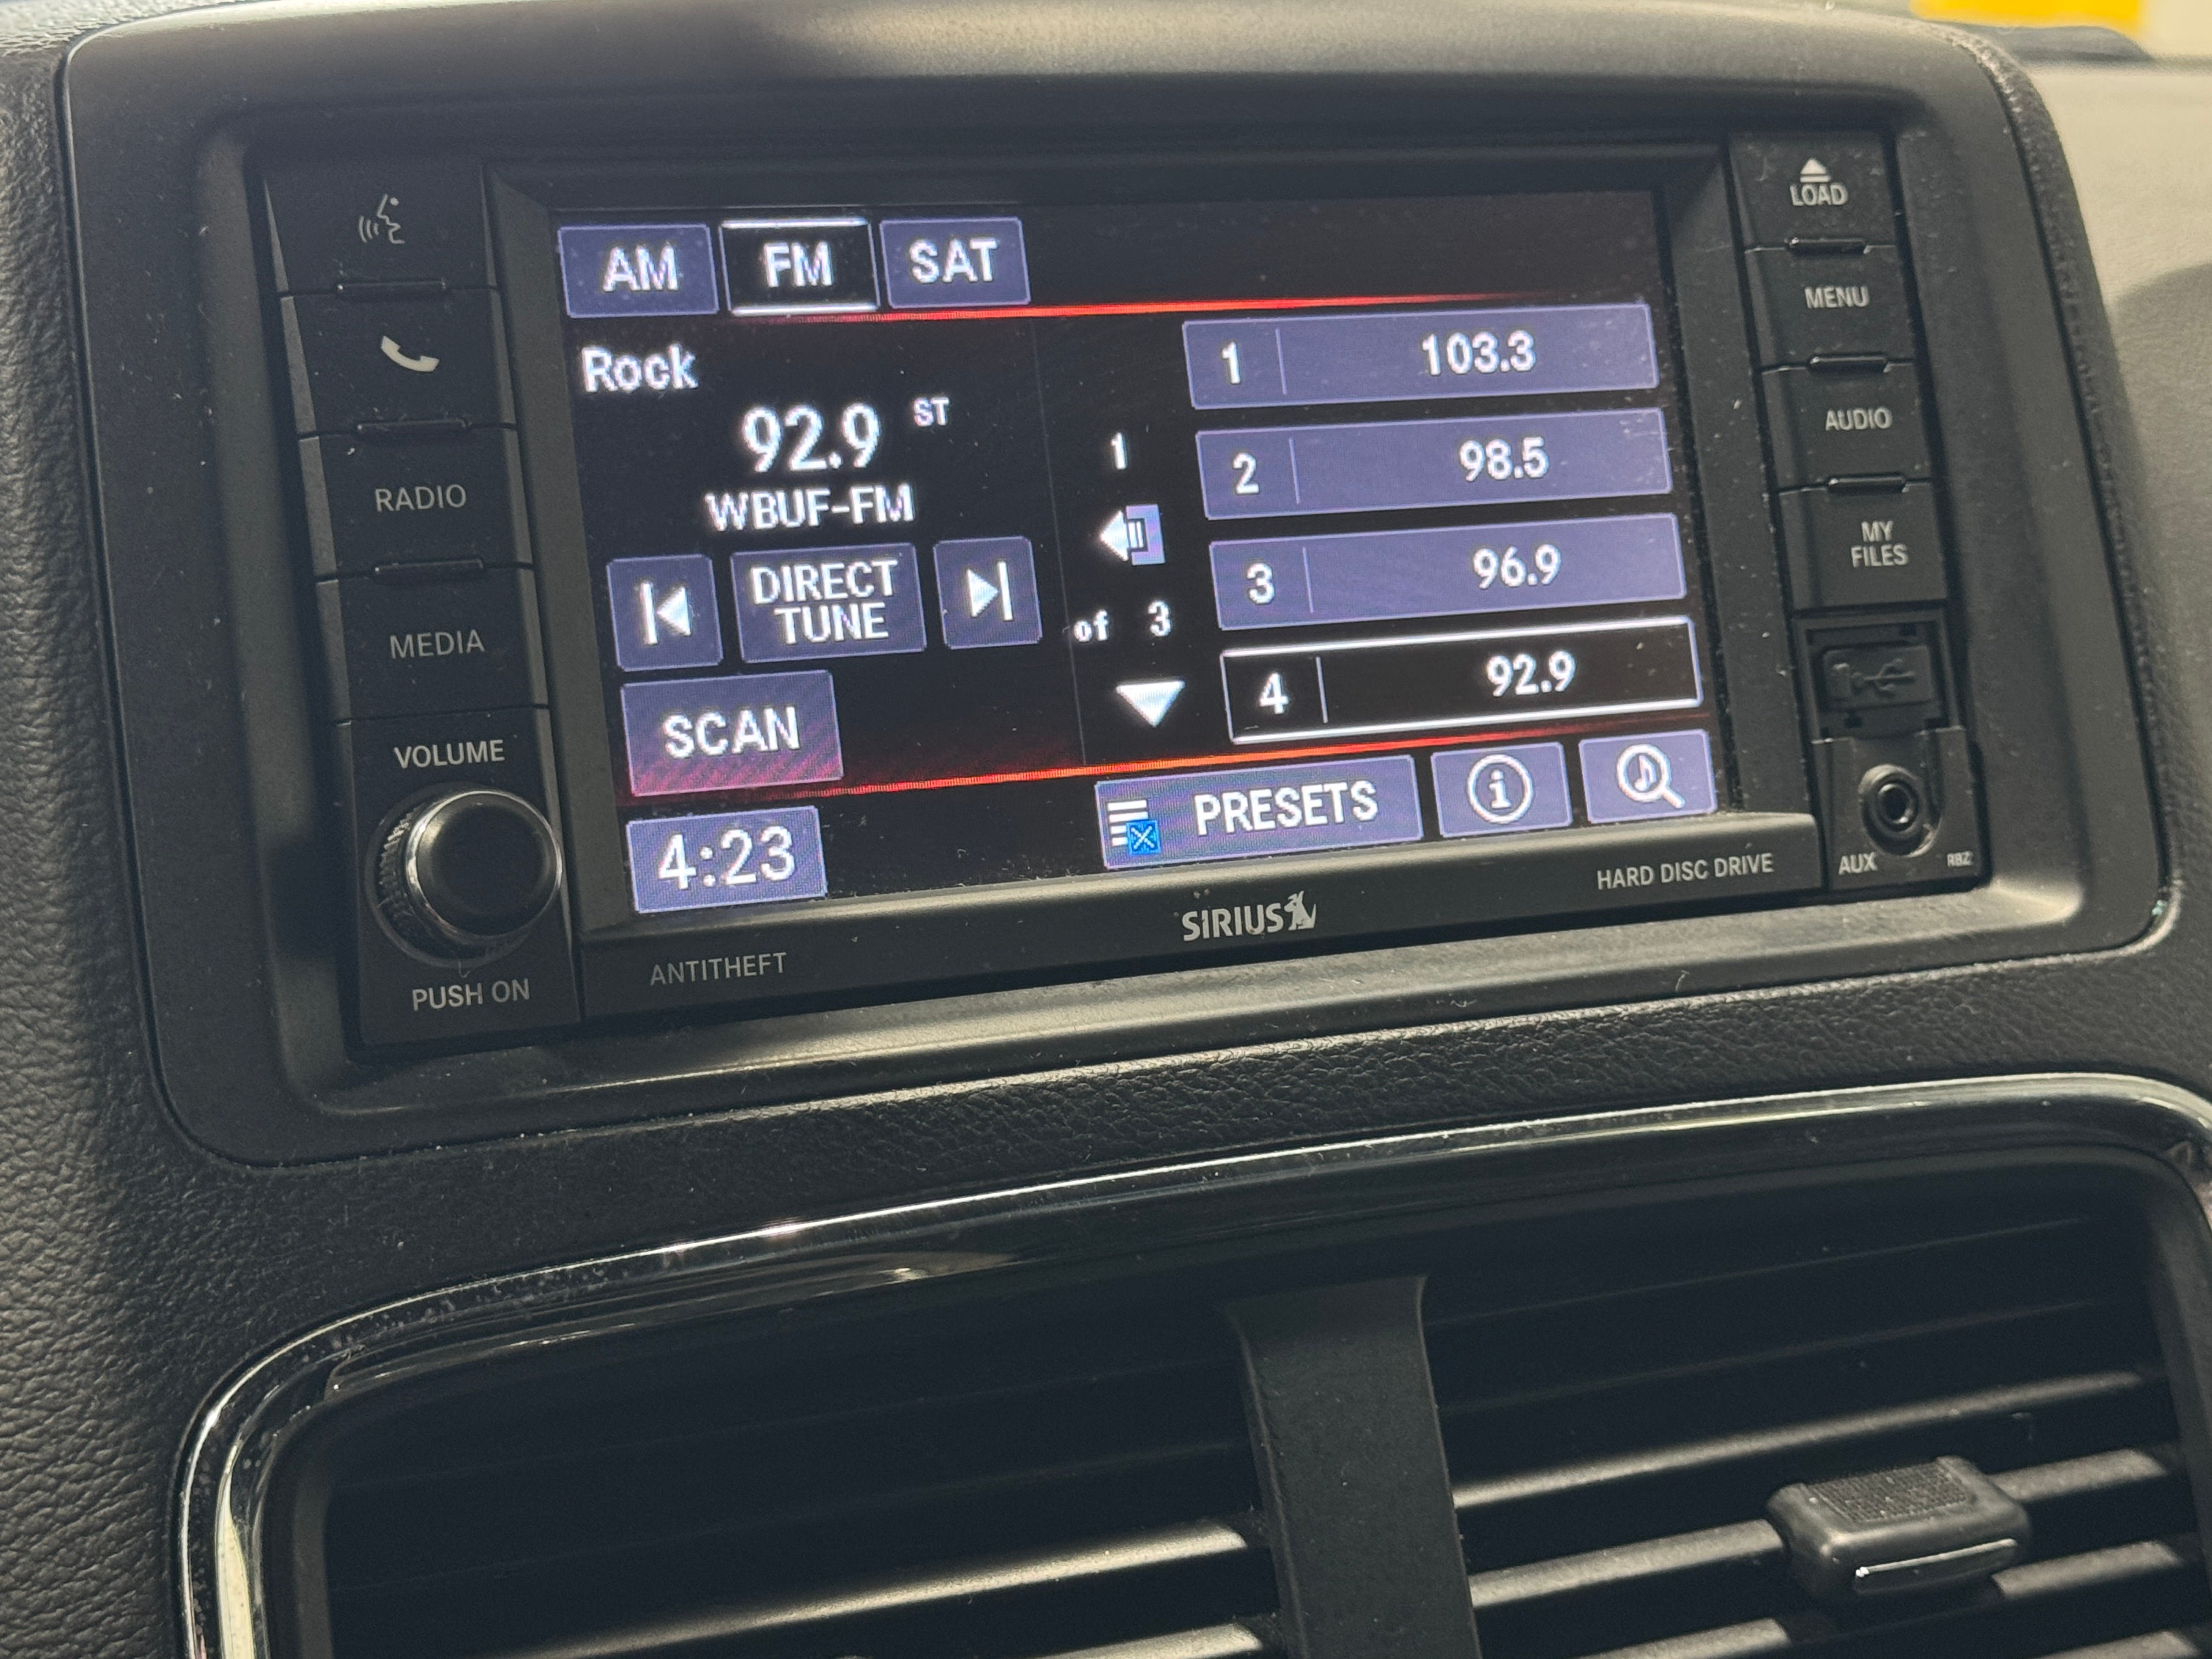 LOAD
AM FM SAT
MENU
Rock
1 103.3
92.9 ST
AUDIO
1
2 98.5
WBUF-FM
RADIO
DIRECT
TUNE
3 96.9
MY
FILES
of 3
MEDIA
4 92.9
SCAN
VOLUME
PRESETS i
4:23
HARD DISC DRIVE
AUX RBZ
SIRIUS
ANTITHEFT
PUSH ON